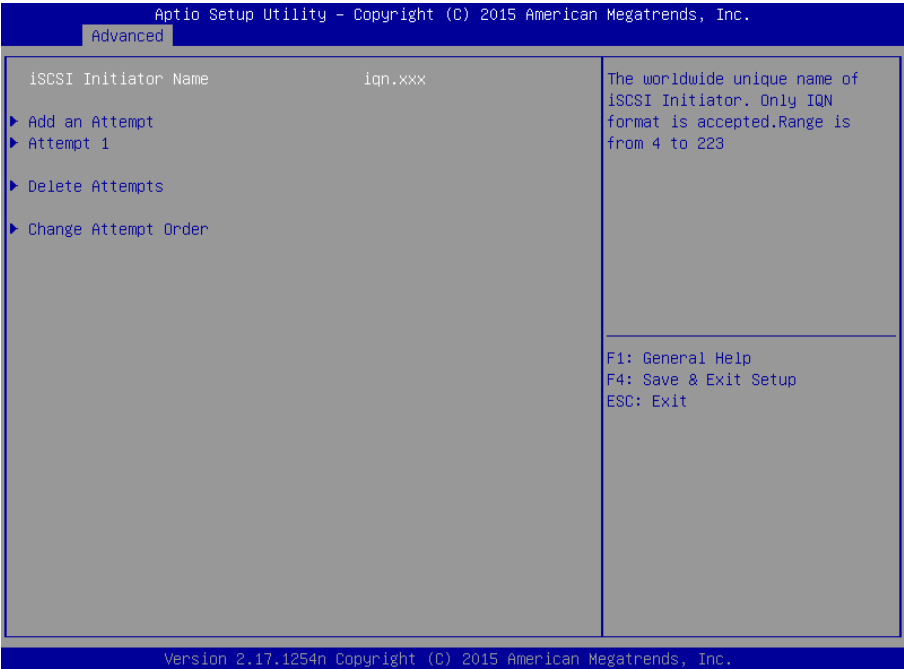 Aptio Setup Utility – Copyright (C) 2015 American Megatrends, Inc.
Advanced
iSCSI Initiator Name iqn.xxx
Add an Attempt
Attempt 1
Delete Attempts
Change Attempt Order
The worldwide unique name of
iSCSI Initiator. Only IQN
format is accepted.Range is
from 4 to 223
F1: General Help
F4: Save & Exit Setup
ESC: Exit
Version 2.17.1254n Copyright (C) 2015 American Megatrends, Inc.